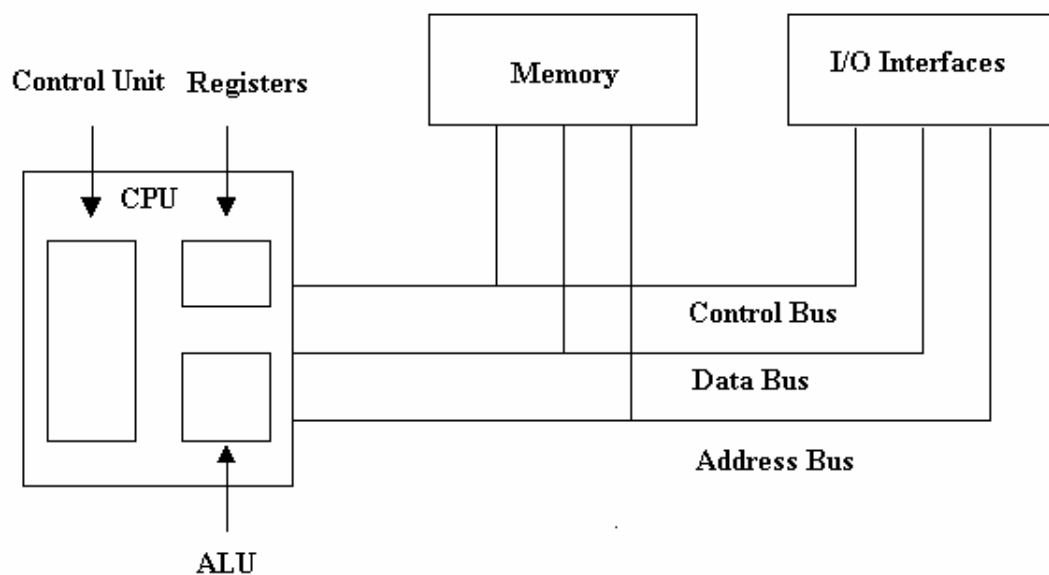 Memory
I/O Interfaces
Control Unit
Registers
CPU
Control Bus
Data Bus
Address Bus
ALU